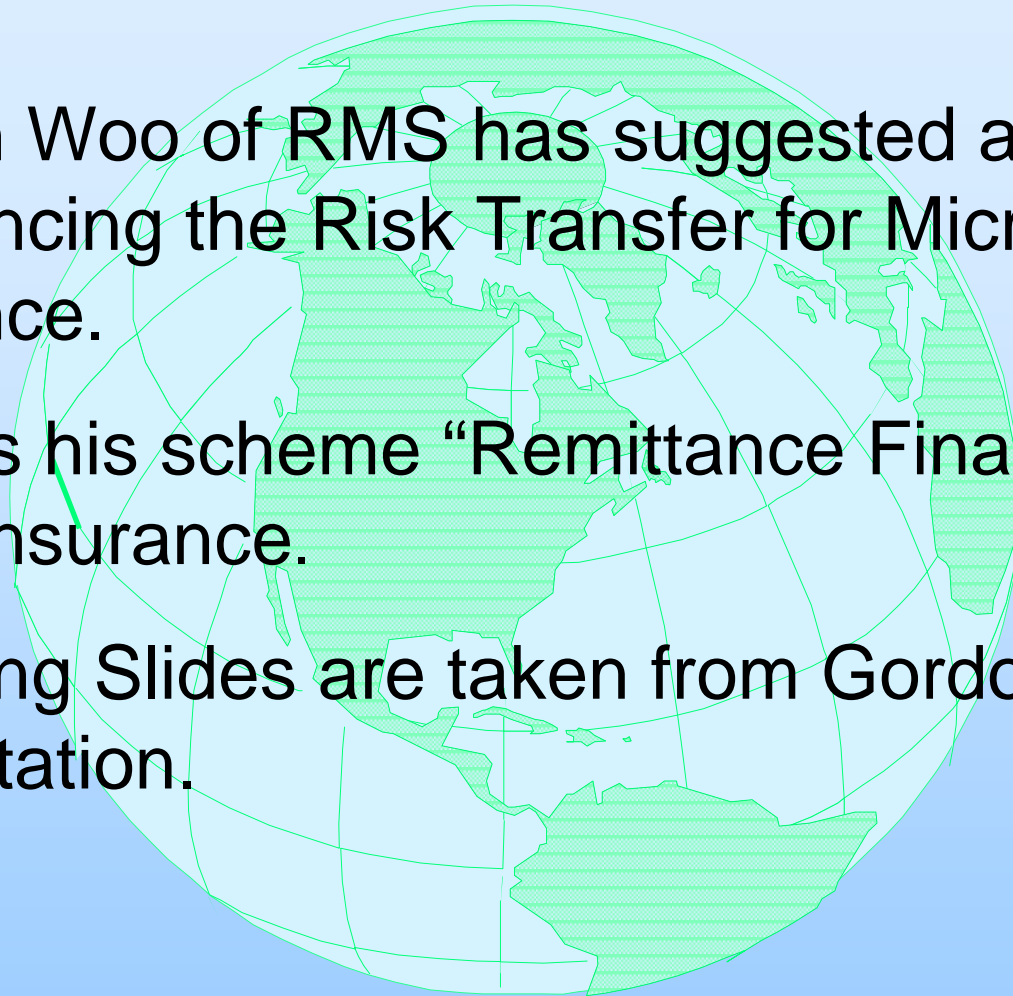 Woo of RMS has suggested a
ncing the Risk Transfer for Micr
nce.
s his scheme “Remittance Fina
nsurance.
ng Slides are taken from Gordo
tation.